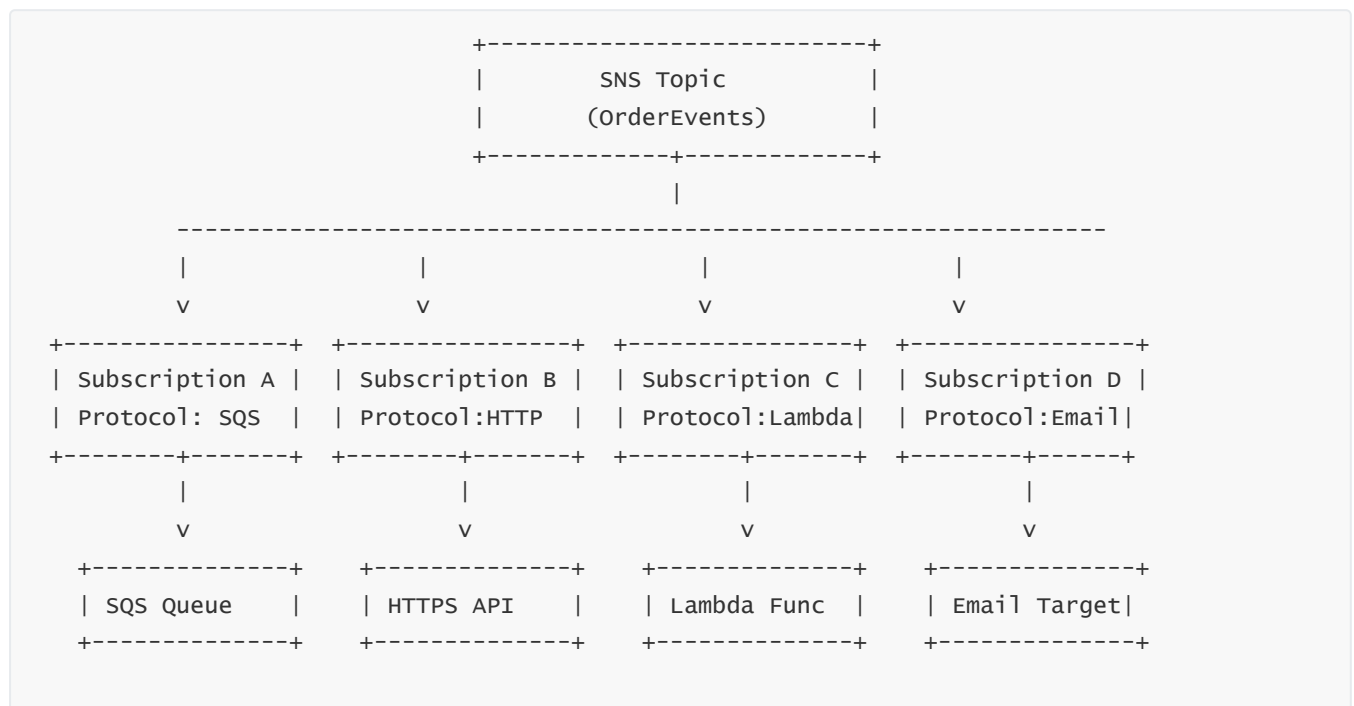 SNS Topic
(OrderEvents)
Subscription A Subscription B Subscription C Subscription D
Protocol: SQS Protocol:HTTP Protocol:Lambda Protocol:Email
SQS Queue HTTPS API Lambda Func Email Target